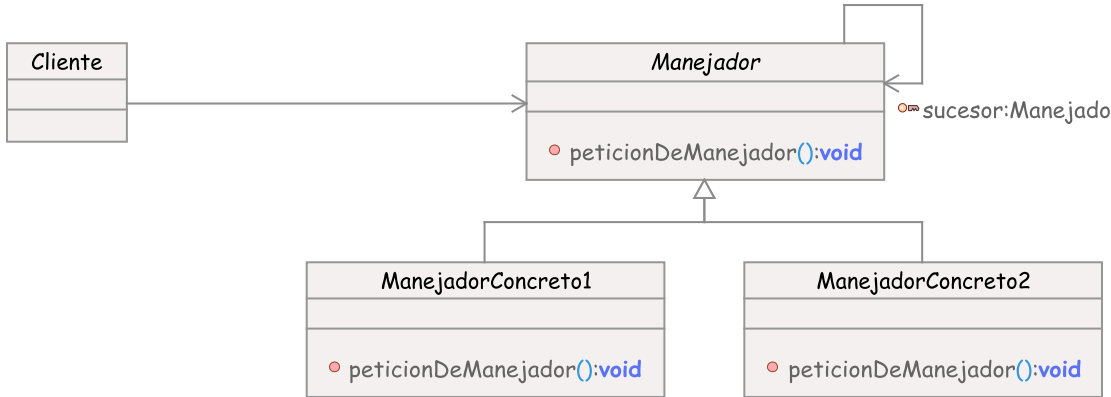 Cliente
Manejador
sucesor:Manejado
peticionDeManejador():void
ManejadorConcreto1
ManejadorConcreto2
peticionDeManejador():void
peticionDeManejador():void